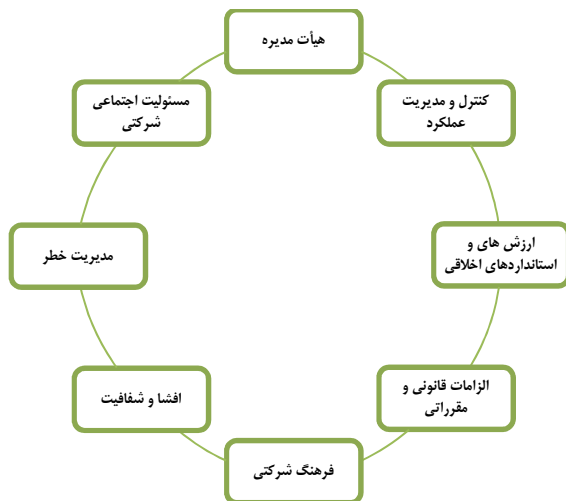 هیأت مدیره
کنترل و مدیریت
عملکرد
ارزش های و
استانداردهای اخلاقی
الزامات قانونی و
مقرراتی
فرهنگ شرکتی
افشا و شفافیت
مدیریت خطر
مسئولیت اجتماعی
شرکتی